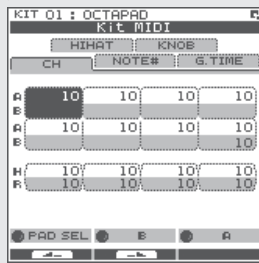 KIT 01 : OCTAPAD
Kit MIDI
HIHAT KNOB
CH NOTE# G.TIME
A 10 10 10 10
B
A 10 10 10 10
B 10
H 10 10 10 10
R 10 10 10 10
PAD SEL B A